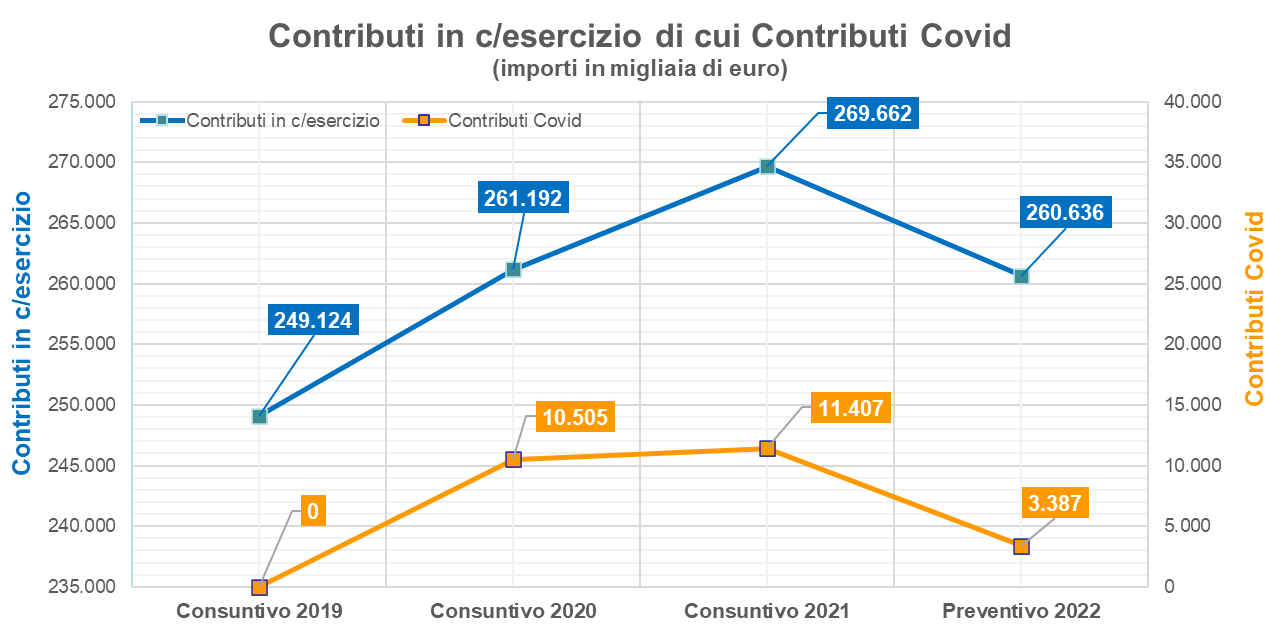 Contributi in c/esercizio di cui Contributi Covid
(importi in migliaia di euro)
Contributi in c/esercizio
Contributi Covid
275.000
270.000
265.000
260.000
255.000
250.000
245.000
240.000
235.000
Contributi in c/esercizio
249.124
261.192
269.662
260.636
0
10.505
11.407
3.387
40.000
35.000
30.000
25.000
20.000
15.000
10.000
5.000
0
Contributi Covid
Consuntivo 2019
Consuntivo 2020
Consuntivo 2021
Preventivo 2022